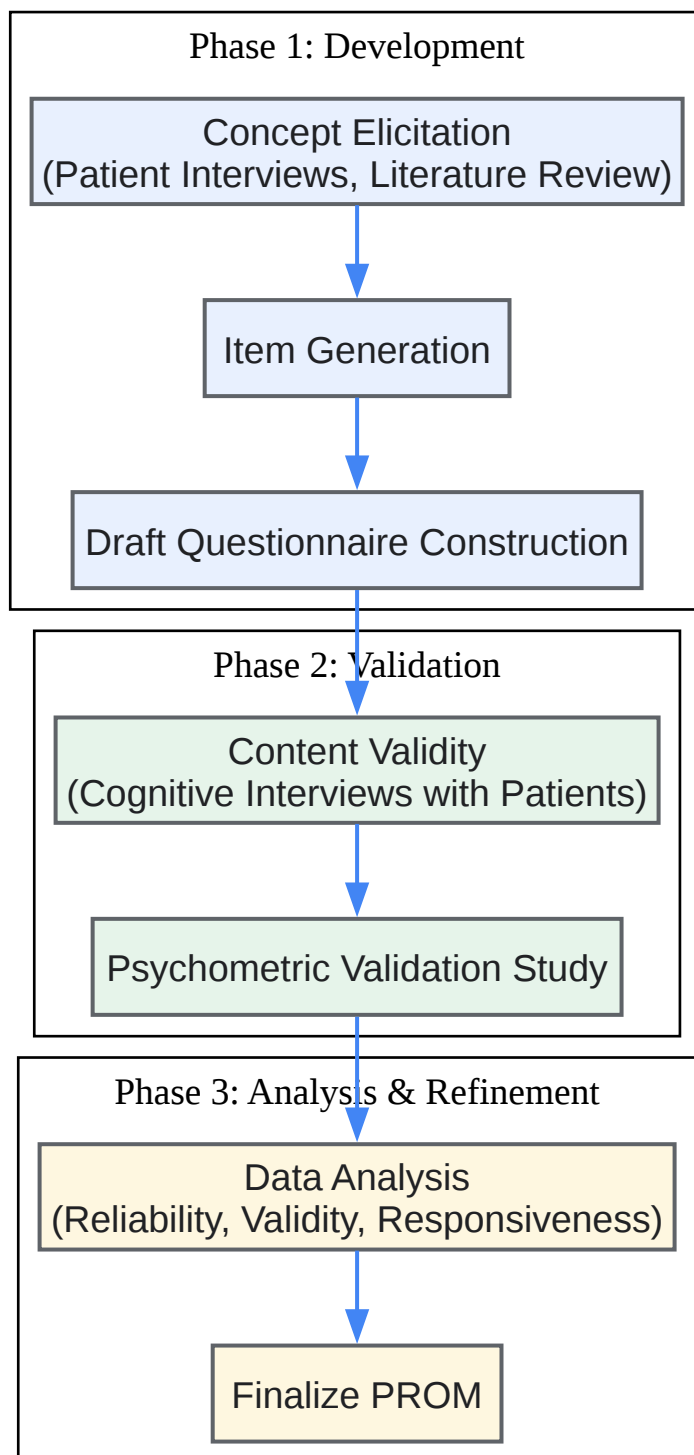 Phase 1: Development
Concept Elicitation
(Patient Interviews, Literature Review)
Item Generation
Draft Questionnaire Construction
Phase 2: Validation
Content Validity
(Cognitive Interviews with Patients)
Psychometric Validation Study
Phase 3: Analysis & Refinement
Data Analysis
(Reliability, Validity, Responsiveness)
Finalize PROM